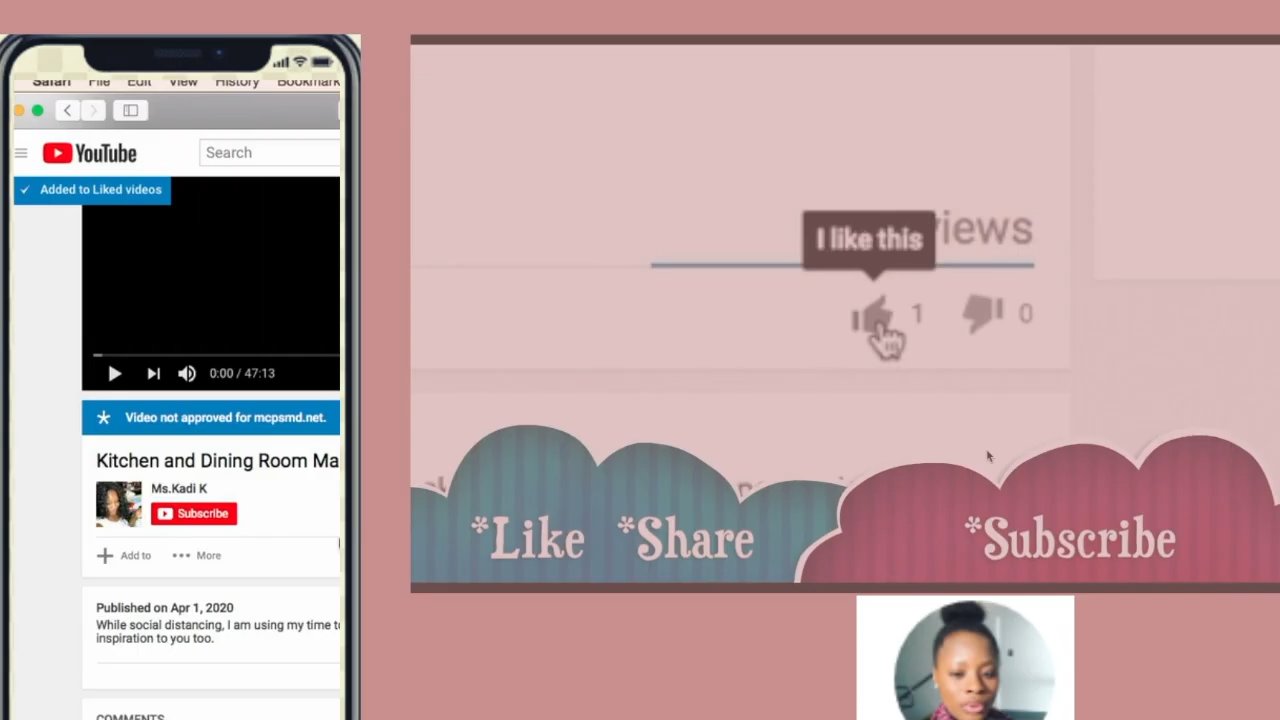 Safari File Edit View History Bookmark
YouTube
Search
✓ Added to Liked videos
0:00 / 47:13
Video not approved for mcpsmd.net.
Kitchen and Dining Room Ma
Ms.Kadi K
Subscribe
Add to
More
Published on Apr 1, 2020
While social distancing, I am using my time to
inspiration to you too.
COMMENTS
views
I like this
1
0
*Like *Share
*Subscribe